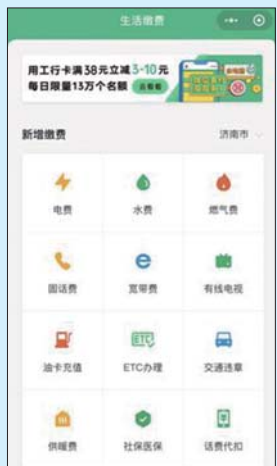 生活缴费
用工行卡满38元立减3-10元
每日限量13万个名额 去看看
新增缴费 济南市
电费 水费 燃气费
固话费 宽带费 有线电视
油卡充值 ETC办理 交通违章
供暖费 社保医保 话费代扣